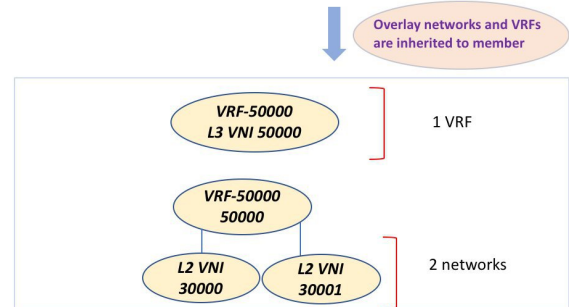 Overlay networks and VRFs
are inherited to member
VRF-50000
L3 VNI 50000
1 VRF
VRF-50000
50000
L2 VNI
30000
L2 VNI
30001
2 networks